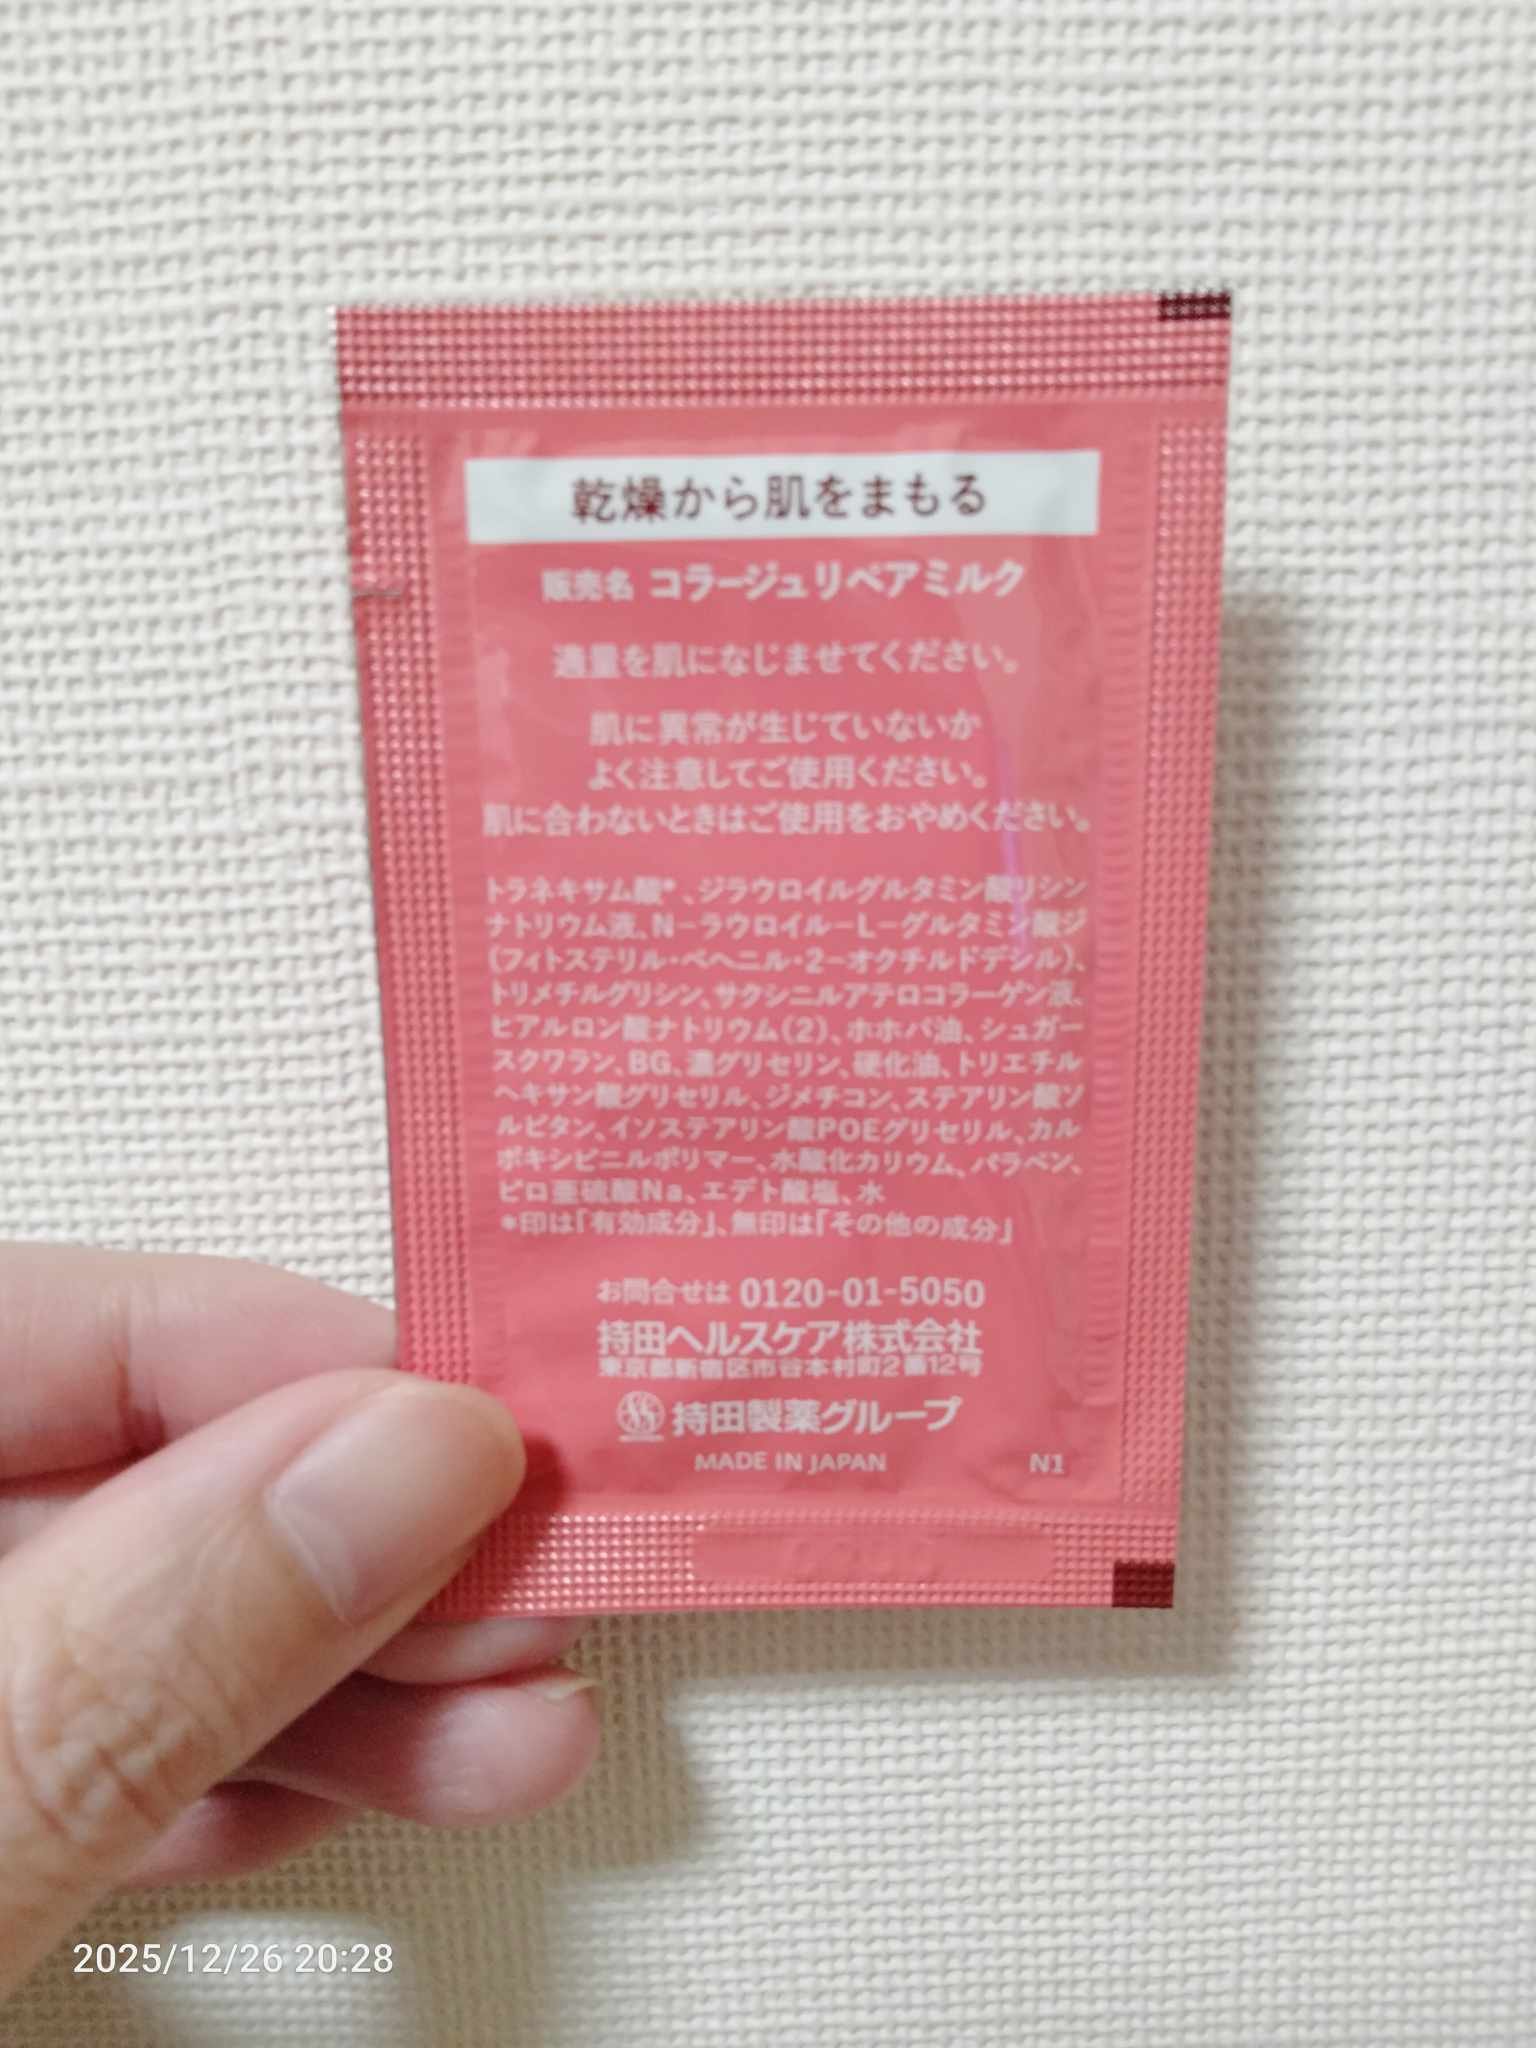 乾燥から肌をまもる
販売名 コラージュリペアミルク
適量を肌になじませてください。
肌に異常が生じていないか
よく注意してご使用ください。
肌に合わないときはご使用をおやめください。
トラネキサム酸*、ジラウロイルグルタミン酸リシン
ナトリウム液、N-ラウロイル-L-グルタミン酸ジ
(フィトステリル・ベヘニル・2-オクチルドデシル)、
トリメチルグリシン、サクシニルアテロコラーゲン液、
ヒアルロン酸ナトリウム(2)、ホホバ油、シュガー
スクワラン、BG、濃グリセリン、硬化油、トリエチル
ヘキサン酸グリセリル、ジメチコン、ステアリン酸ソ
ルビタン、イソステアリン酸POEグリセリル、カル
ボキシビニルポリマー、水酸化カリウム、パラベン、
ピロ亜硫酸Na、エデト酸塩、水
*印は「有効成分」、無印は「その他の成分」
お問合せは 0120-01-5050
持田ヘルスケア株式会社
東京都新宿区市谷本村町2番12号
持田製薬グループ
MADE IN JAPAN N1
2025/12/26 20:28